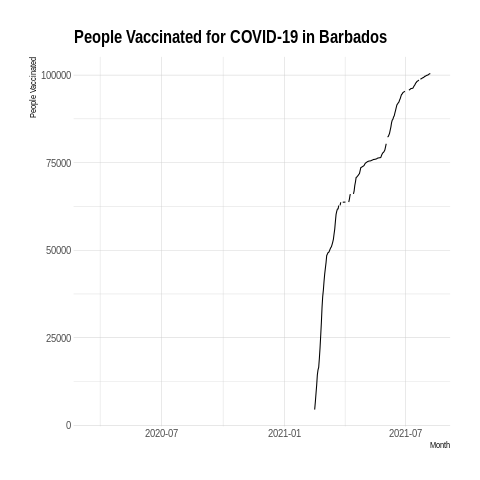 People Vaccinated for COVID-19 in Barbados
People Vaccinated
100000
75000
50000
25000
0
2020-07 2021-01 2021-07
Month